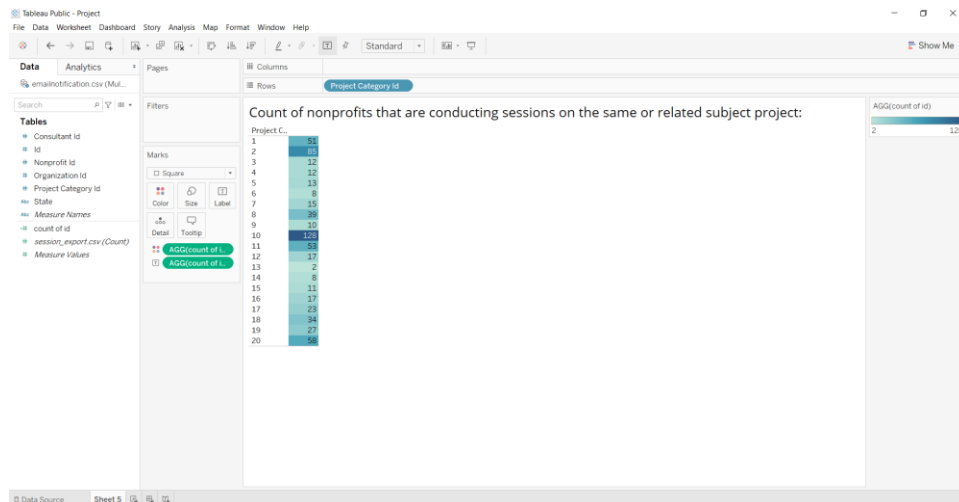 Tableau Public - Project
File Data Worksheet Dashboard Story Analysis Map Format Window Help
Standard
Show Me
Data Analytics
Pages
Columns
emailnotification.csv (Mul...
Rows
Project Category Id
Search
Filters
Count of nonprofits that are conducting sessions on the same or related subject project:
AGG(count of id)
Tables
Project C..
2
Consultant Id
1 51
Id
2 85
Nonprofit Id
3 12
Organization Id
4 12
Project Category Id
5 13
Abc State
6 8
Abc Measure Names
7 15
count of id
8 39
session_export.csv (Count)
9 10
Measure Values
10 128
Marks
11 53
Square
12 17
Color Size Label
13 2
Detail Tooltip
14 8
AGG(count of i..
15 11
AGG(count of i..
16 17
17 23
18 34
19 27
20 58
Data Source Sheet 5